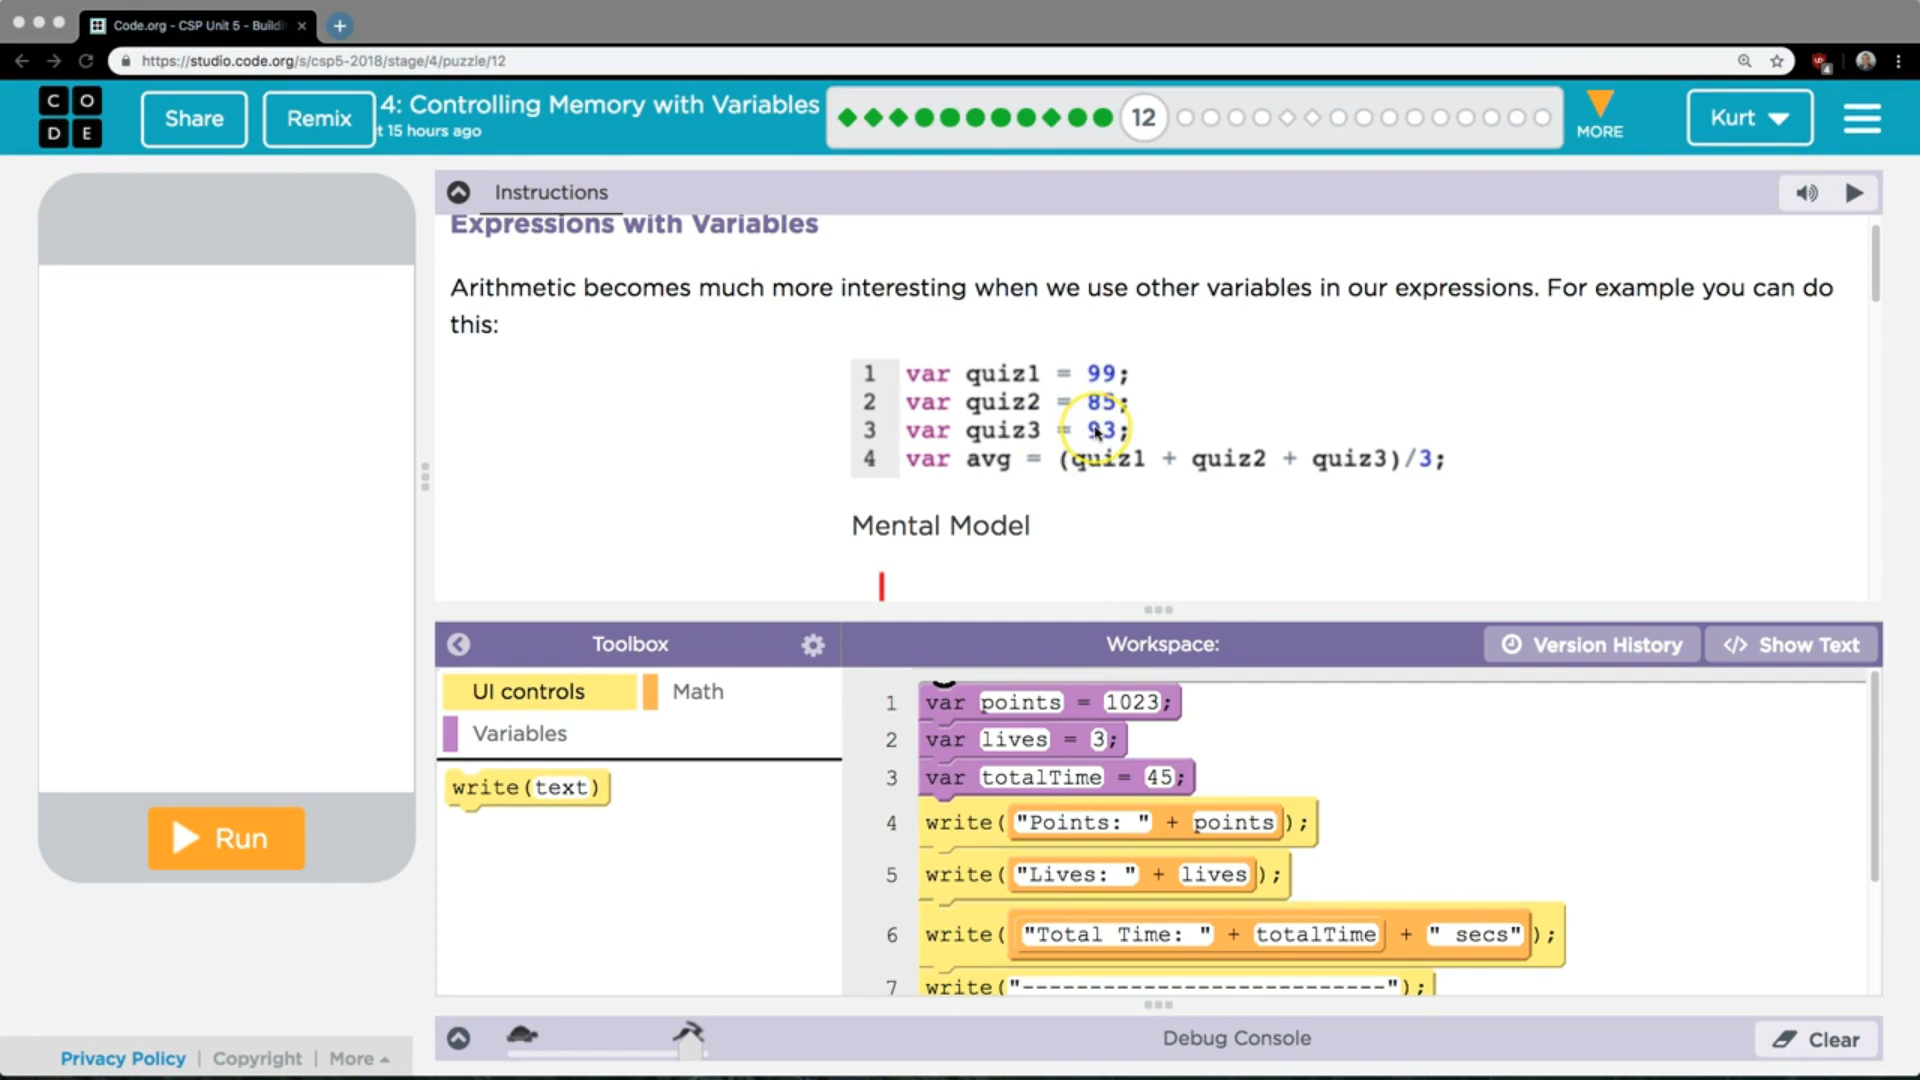 Code.org - CSP Unit 5 - Buildi
https://studio.code.org/s/csp5-2018/stage/4/puzzle/12
C O
D E
Share
Remix
4: Controlling Memory with Variables
t 15 hours ago
12
MORE
Kurt
Instructions
Expressions with Variables
Arithmetic becomes much more interesting when we use other variables in our expressions. For example you can do
this:
1 var quiz1 = 99;
2 var quiz2 = 85;
3 var quiz3 = 93;
4 var avg = (quiz1 + quiz2 + quiz3)/3;
Mental Model
Toolbox
Workspace:
Version History
</> Show Text
UI controls
Math
Variables
write(text)
1 var points = 1023;
2 var lives = 3;
3 var totalTime = 45;
4 write("Points: " + points);
5 write("Lives: " + lives);
6 write("Total Time: " + totalTime + " secs");
7 write("---------------------------");
Run
Debug Console
Clear
Privacy Policy | Copyright | More